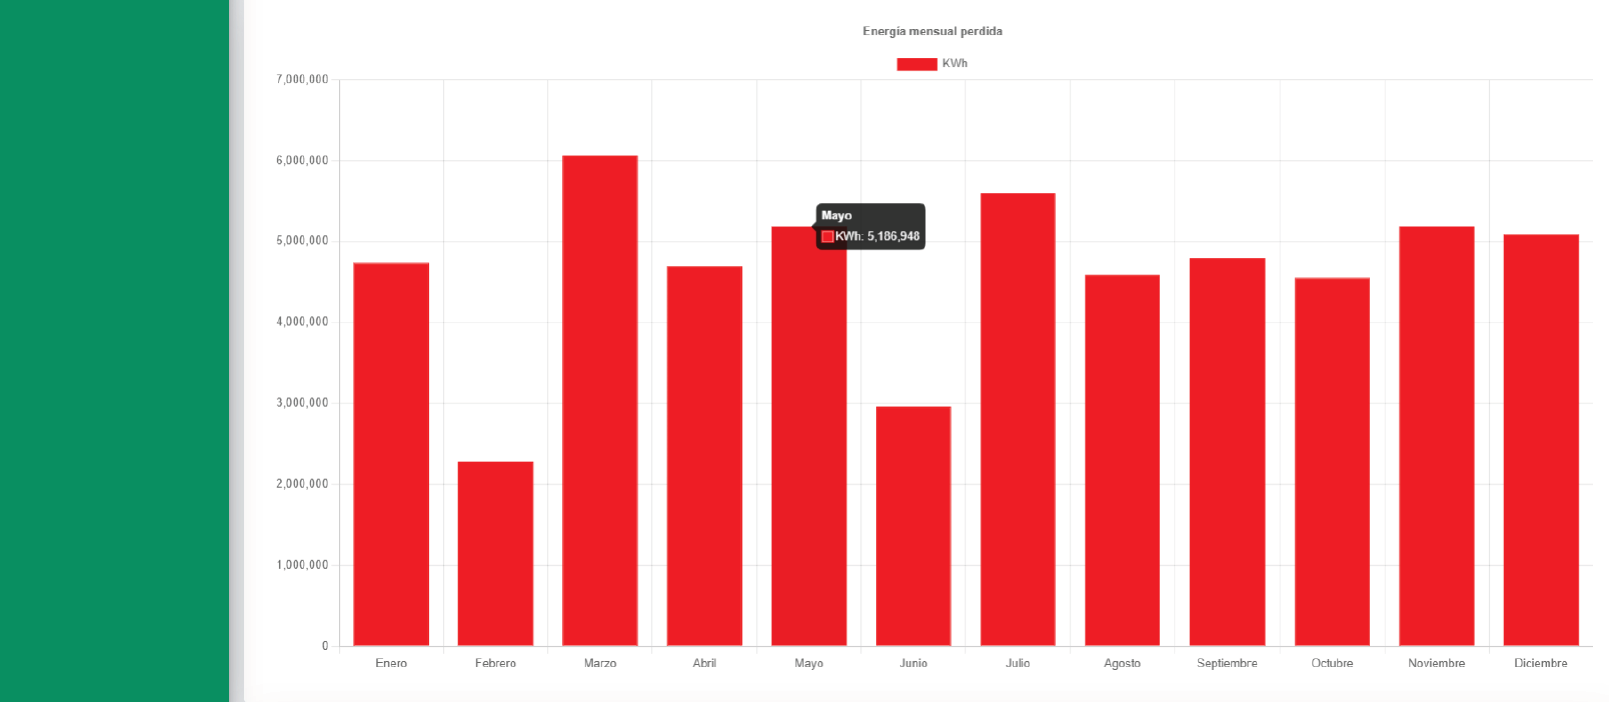 Energía mensual perdida
KWh
7,000,000
6,000,000
5,000,000
4,000,000
3,000,000
2,000,000
1,000,000
0
Mayo
KWh: 5,186,948
Enero Febrero Marzo Abril Mayo Junio Julio Agosto Septiembre Octubre Noviembre Diciembre